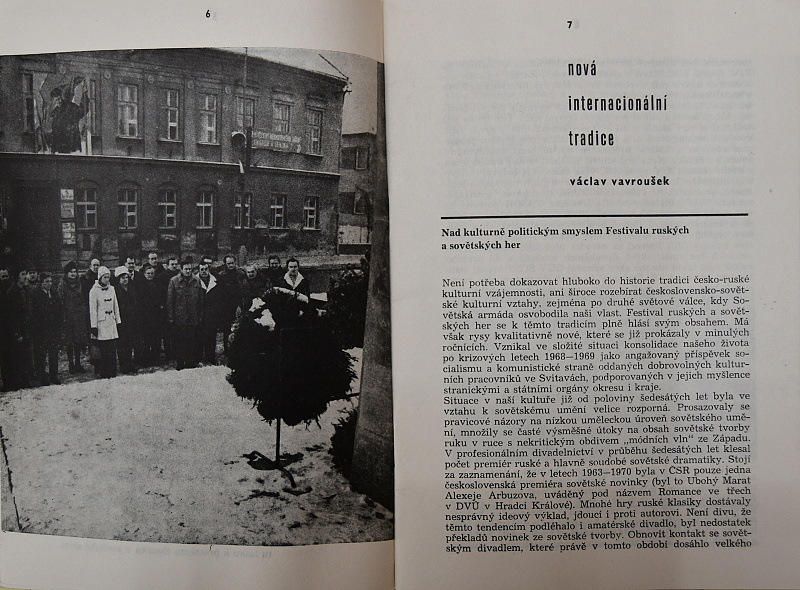 6
7
nová
internacionální
tradice
václav vavroušek
Nad kulturně politickým smyslem Festivalu ruských
a sovětských her
Není potřeba dokazovat hluboko do historie tradici česko-ruské
kulturní vzájemnosti, ani široce rozebírat československo-sovět-
ské kulturní vztahy, zejména po druhé světové válce, kdy So-
větská armáda osvobodila naši vlast. Festival ruských a sovět-
ských her se k těmto tradicím plně hlásí svým obsahem. Má
však rysy kvalitativně nové, které se již prokázaly v minulých
ročnících. Vznikal ve složité situaci konsolidace našeho života
po krizových letech 1968—1969 jako angažovaný příspěvek so-
cialismu a komunistické straně oddaných dobrovolných kultur-
ních pracovníků ve Svitavách, podporovaných v jejich myšlence
stranickými a státními orgány okresu i kraje.
Situace v naší kultuře již od poloviny šedesátých let byla ve
vztahu k sovětskému umění velice rozporná. Prosazovaly se
pravicové názory na nízkou uměleckou úroveň sovětského umě-
ní, množily se časté výsměšné útoky na obsah sovětské tvorby
ruku v ruce s nekritickým obdivem „módních vln" ze Západu.
V profesionálním divadelnictví v průběhu šedesátých let klesal
počet premiér ruské a hlavně soudobé sovětské dramatiky. Stojí
za zaznamenání, že v letech 1963-1970 byla v ČSR pouze jedna
československá premiéra sovětské novinky (byl to Ubohý Marat
Alexeje Arbuzova, uváděný pod názvem Romance ve třech
v DVÚ v Hradci Králové). Mnohé hry ruské klasiky dostávaly
nesprávný ideový výklad, jdoucí i proti autorovi. Není divu, že
těmto tendencím podléhalo i amatérské divadlo, byl nedostatek
překladů novinek ze sovětské tvorby. Obnovit kontakt se sovět-
ským divadlem, které právě v tomto období dosáhlo velkého